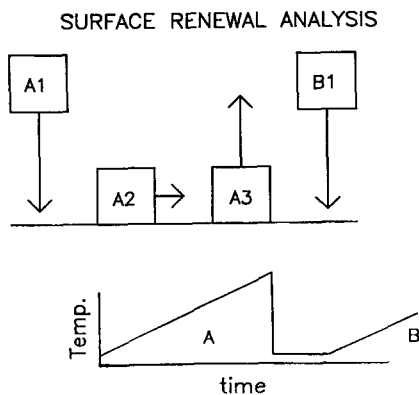 SURFACE RENEWAL ANALYSIS
A1
B1
A2
A3
Temp.
A
B
time